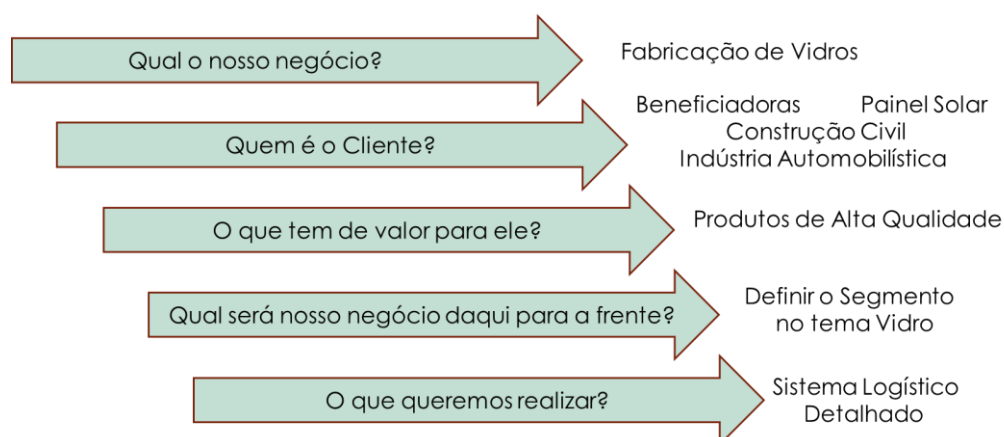 Qual o nosso negócio?
Fabricação de Vidros
Quem é o Cliente?
Beneficiadoras Painel Solar
Construção Civil
Indústria Automobilística
O que tem de valor para ele?
Produtos de Alta Qualidade
Qual será nosso negócio daqui para a frente?
Definir o Segmento
no tema Vidro
O que queremos realizar?
Sistema Logístico
Detalhado